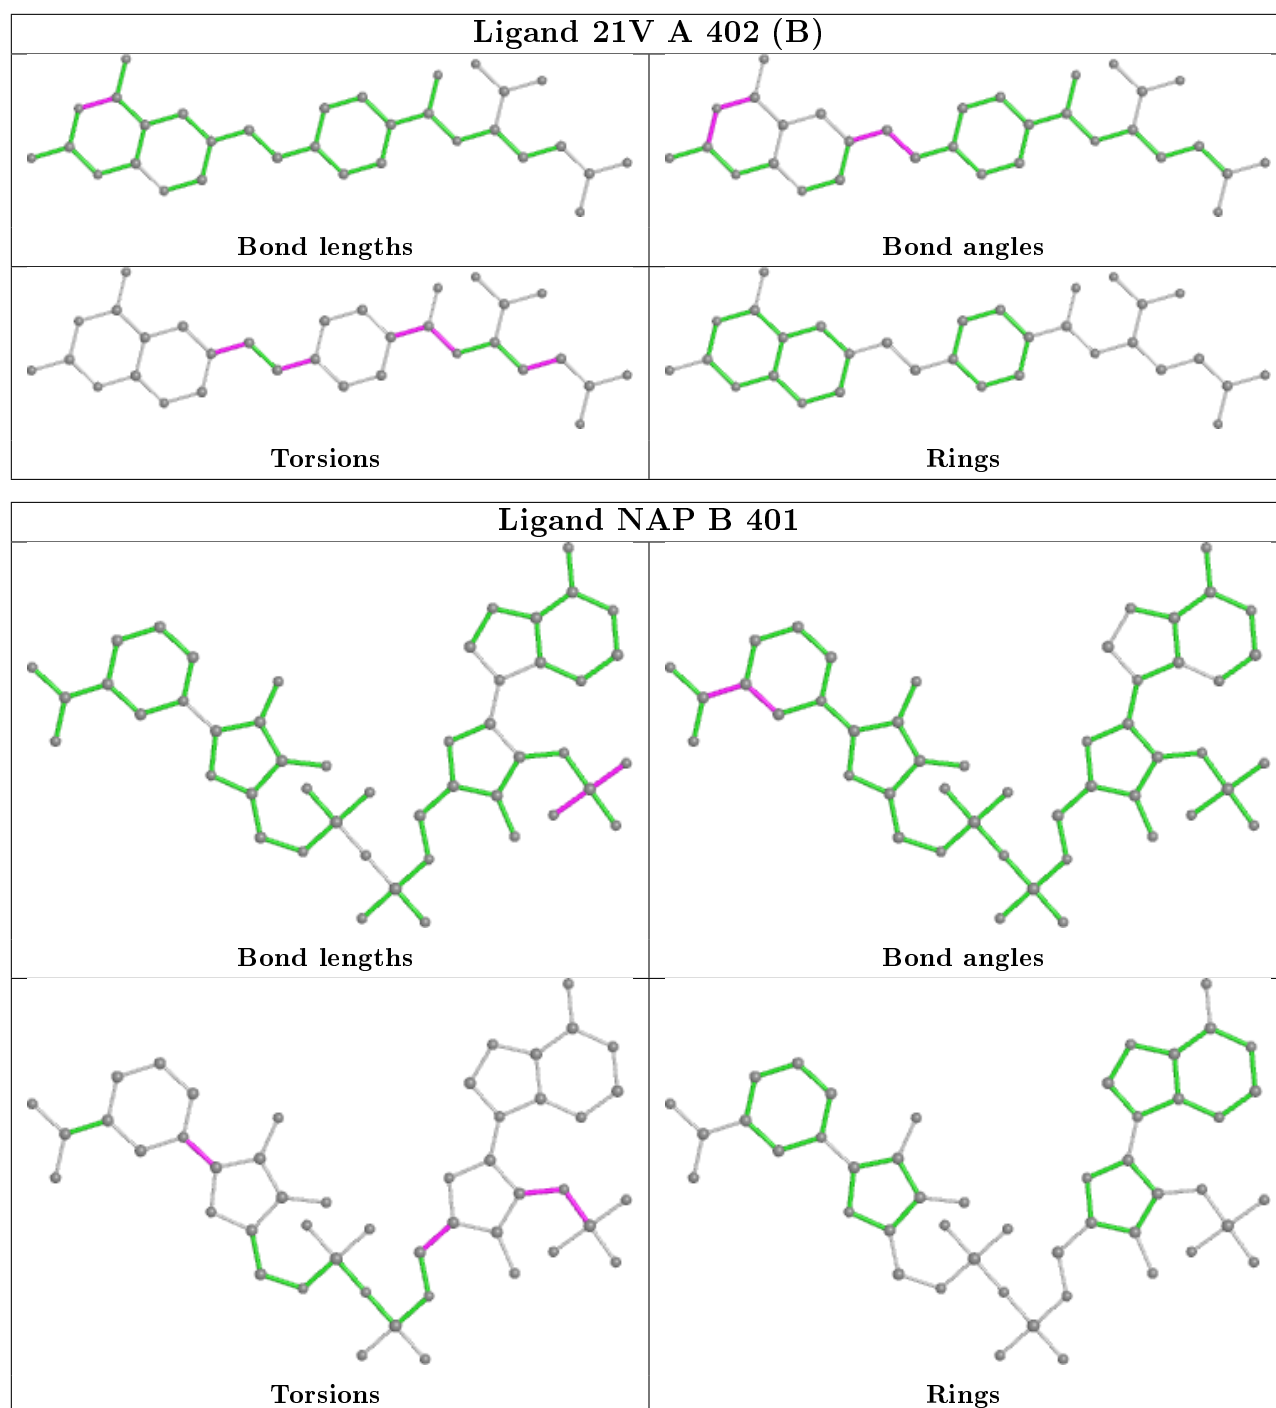 Ligand 21V A 402 (B)
Bond lengths
Bond angles
Torsions
Rings
Ligand NAP B 401
Bond lengths
Bond angles
Torsions
Rings